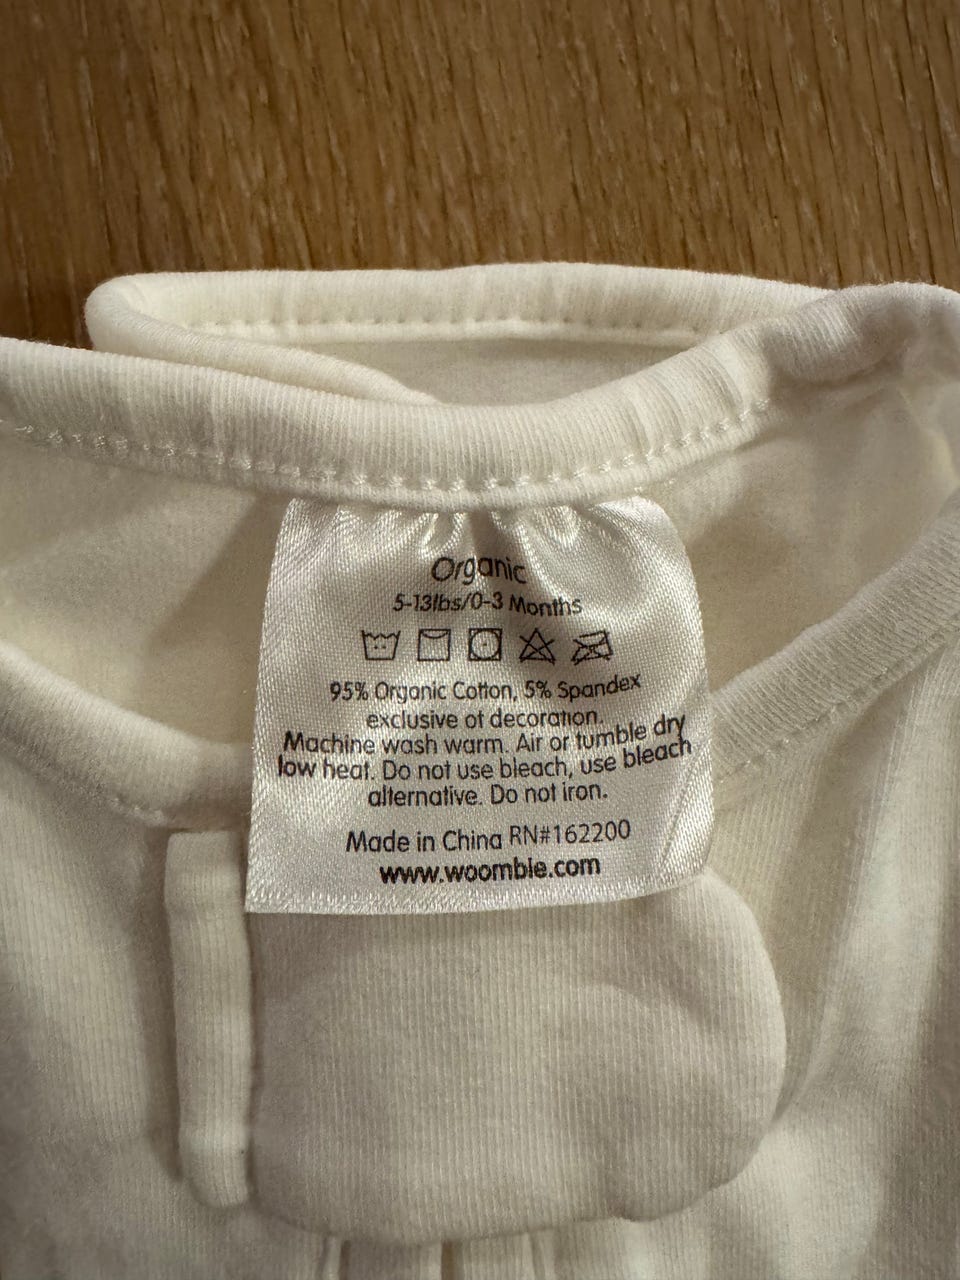 Organic
5-13lbs/0-3 Months
95% Organic Cotton, 5% Spandex
exclusive of decoration.
Machine wash warm. Air or tumble dry
low heat. Do not use bleach, use bleach
alternative. Do not iron.
Made in China RN#162200
www.woombie.com